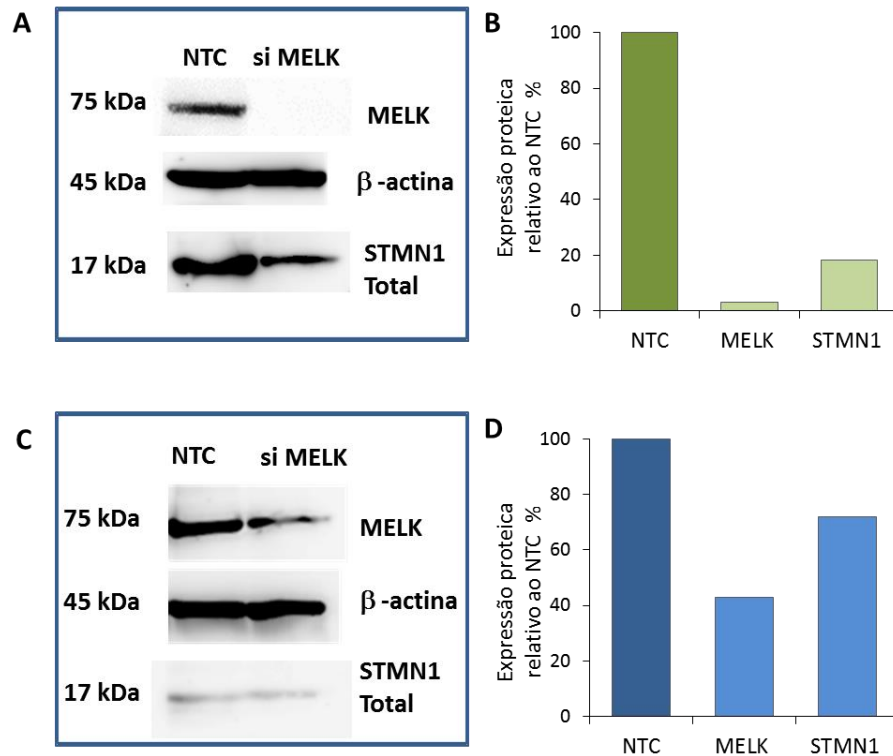 A
NTC si MELK
75 kDa
MELK
45 kDa
β-actina
17 kDa
STMN1
Total
B
Expressão proteica
relativo ao NTC %
100
80
60
40
20
0
NTC MELK STMN1
C
NTC si MELK
75 kDa
MELK
45 kDa
β-actina
17 kDa
STMN1
Total
D
Expressão proteica
relativo ao NTC %
100
80
60
40
20
0
NTC MELK STMN1